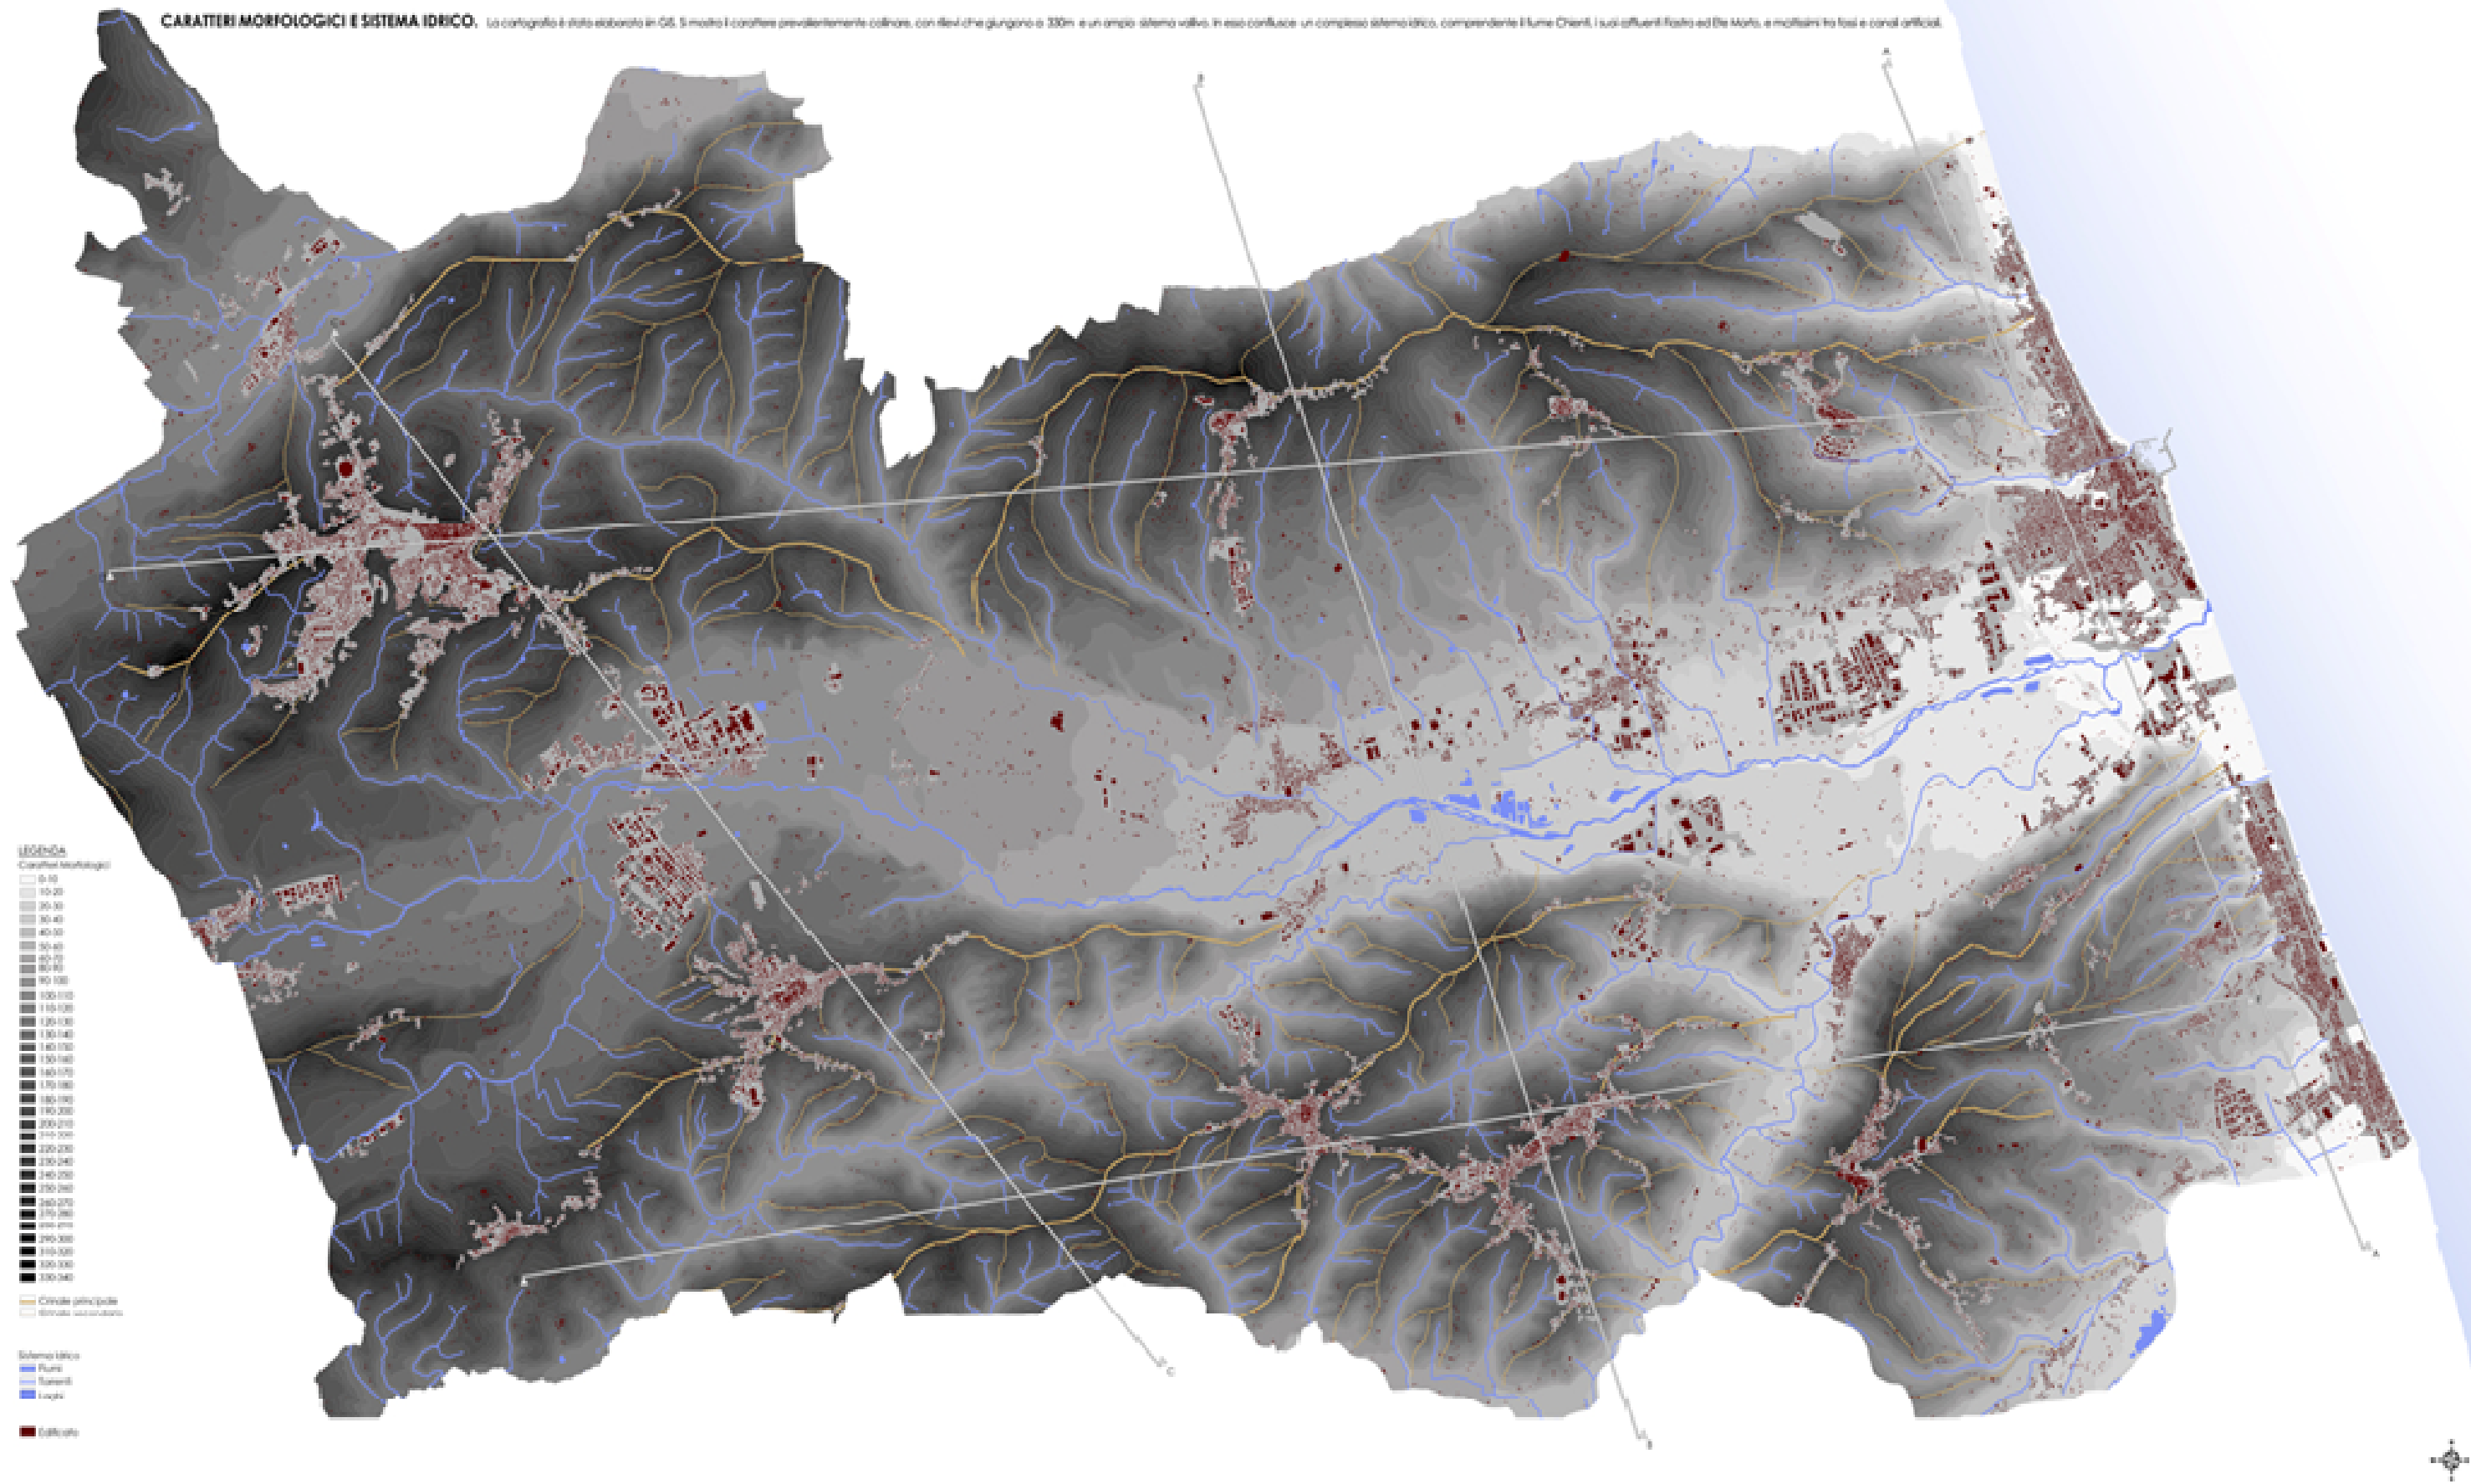 CARATTERI MORFOLOGICI E SISTEMA IDRICO. La cartografia è stata elaborata in GIS. Si mostra il carattere prevalentemente collinare, con rilievi che giungono a 350m e un ampio sistema vallivo. In esso confluisce un complesso sistema idrico, comprendente il fiume Chienti, i suoi affluenti Fiastra ed Ete Morto, e moltissimi tra fossi e canali artificiali.
A
B
LEGENDA
Caratteri Morfologici
0-10
10-20
20-30
30-40
40-50
50-60
60-70
80-90
90-100
100-110
110-120
120-130
130-140
140-150
150-160
160-170
170-180
180-190
190-200
200-210
220-230
230-240
240-250
250-260
260-270
270-280
290-300
310-320
320-330
330-340
Crinale principale
Crinale secondario
Sistema Idrico
Fiumi
Torrenti
Laghi
Edificato
A
C
B